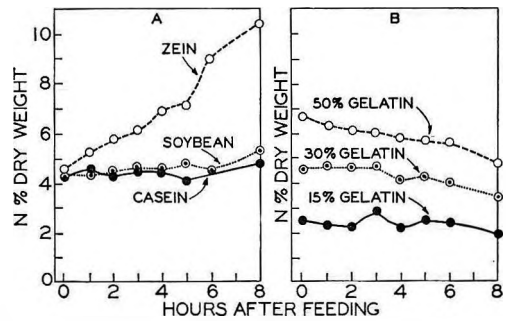 A
B
N % DRY WEIGHT
10
8
6
4
2
0
ZEIN
SOYBEAN
CASEIN
0 2 4 6 8
N % DRY WEIGHT
50% GELATIN
30% GELATIN
15% GELATIN
0 2 4 6 8
HOURS AFTER FEEDING